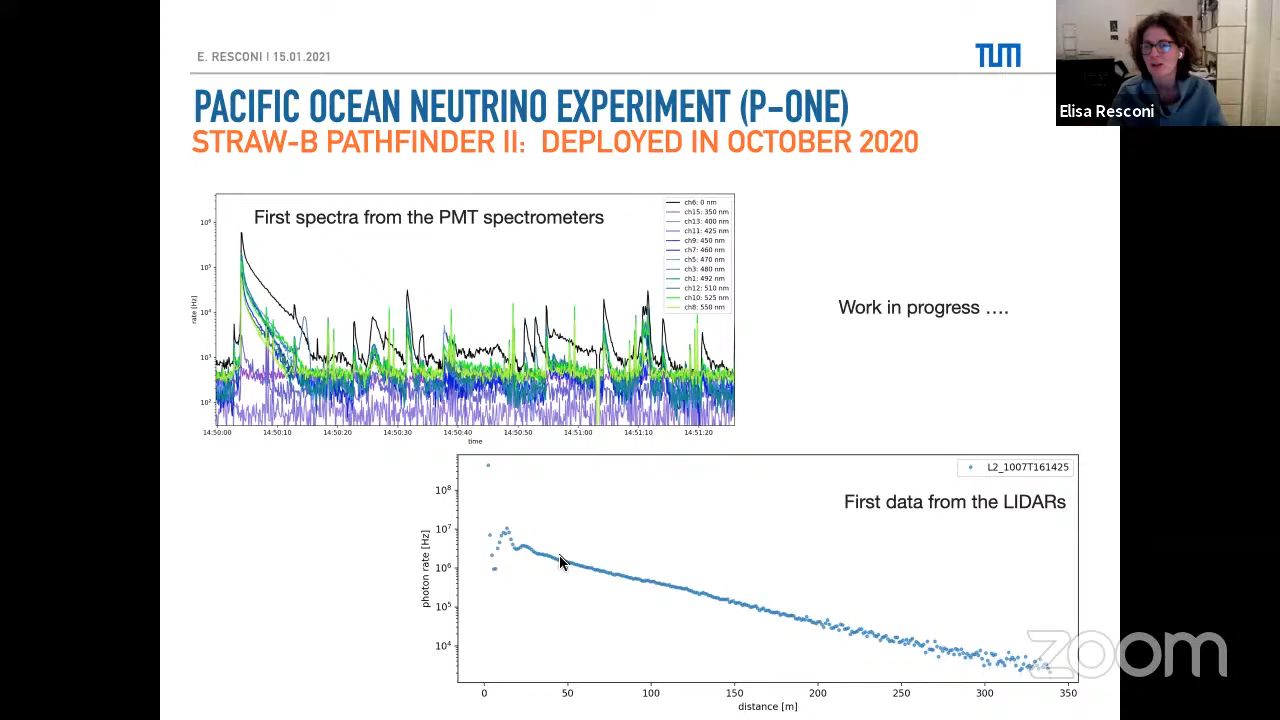 E. RESCONI | 15.01.2021
TUM
Elisa Resconi
PACIFIC OCEAN NEUTRINO EXPERIMENT (P-ONE)
STRAW-B PATHFINDER II: DEPLOYED IN OCTOBER 2020
First spectra from the PMT spectrometers
ch6: 0 nm
ch15: 350 nm
ch13: 400 nm
ch11: 425 nm
ch9: 450 nm
ch7: 460 nm
ch5: 470 nm
ch3: 480 nm
ch1: 492 nm
ch12: 510 nm
ch10: 525 nm
ch8: 550 nm
rate [Hz]
10⁶
10⁵
10⁴
10³
10²
14:50:00 14:50:10 14:50:20 14:50:30 14:50:40 14:50:50 14:51:00 14:51:10 14:51:20
time
Work in progress ....
L2_1007T161425
First data from the LIDARs
photon rate [Hz]
10⁸
10⁷
10⁶
10⁵
10⁴
0 50 100 150 200 250 300 350
distance [m]
zoom